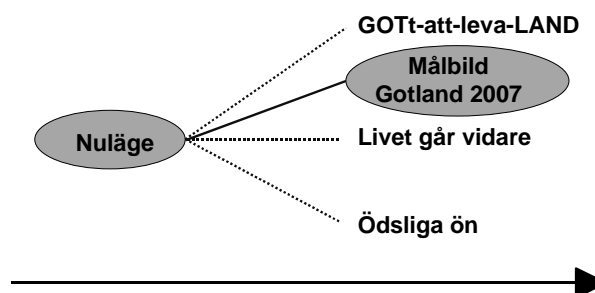 GOTt-att-leva-LAND
Målbild
Gotland 2007
Nuläge
Livet går vidare
Ödsliga ön